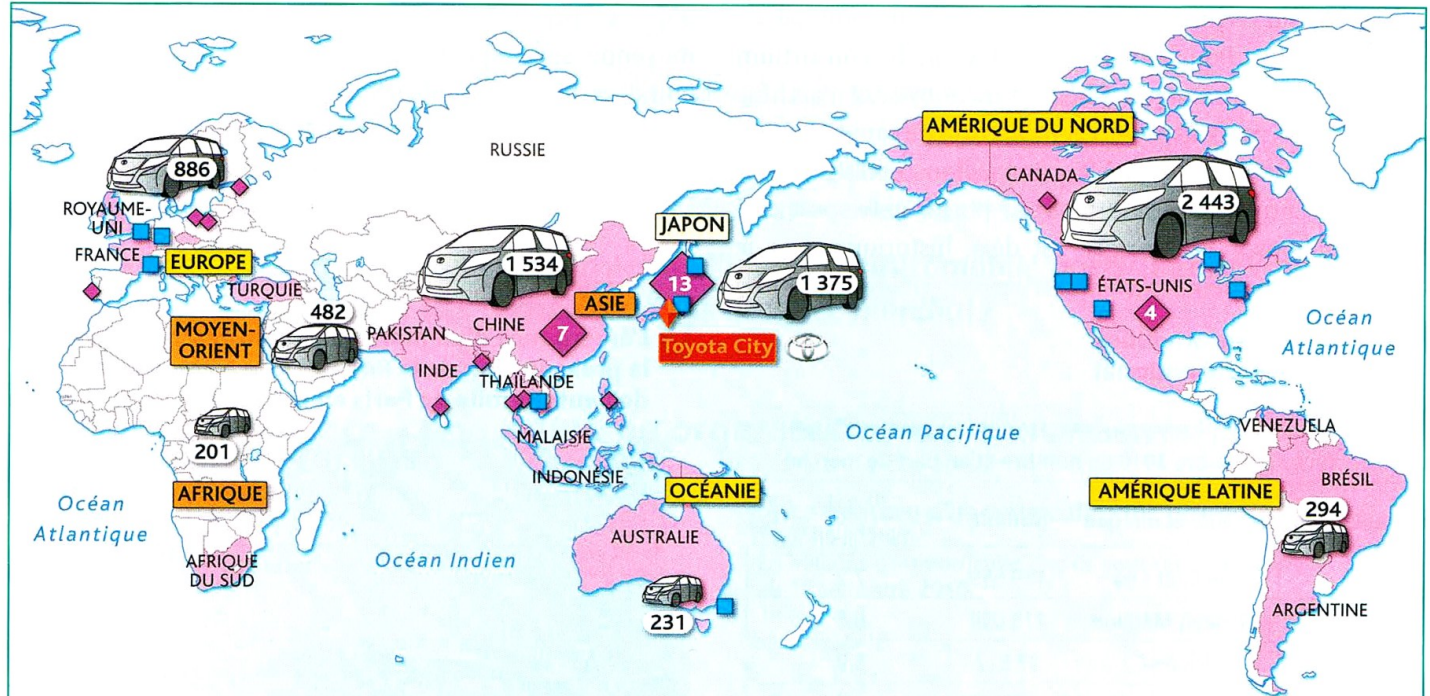 RUSSIE
886
ROYAUME-
UNI
FRANCE
EUROPE
TURQUIE
MOYEN-
ORIENT
482
201
AFRIQUE
AFRIQUE
DU SUD
Océan
Atlantique
Océan Indien
1 534
PAKISTAN
CHINE
7
INDE
THAÏLANDE
MALAISIE
INDONÉSIE
ASIE
JAPON
13
1 375
Toyota City
OCÉANIE
AUSTRALIE
231
Océan Pacifique
AMÉRIQUE DU NORD
CANADA
2 443
ÉTATS-UNIS
4
Océan
Atlantique
AMÉRIQUE LATINE
VENEZUELA
BRÉSIL
294
ARGENTINE